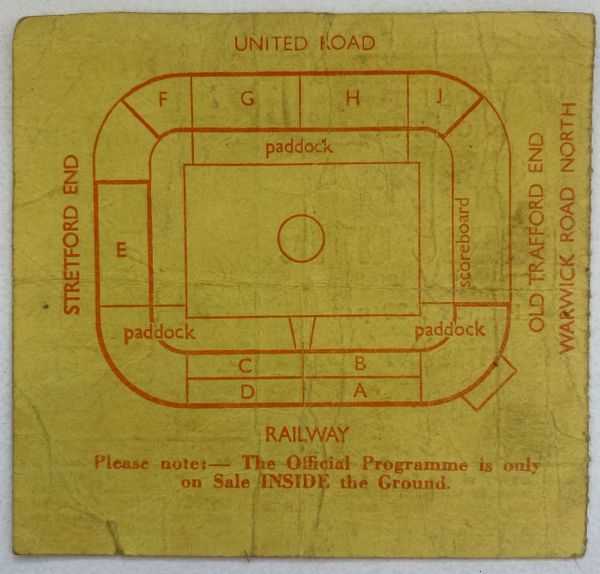 UNITED ROAD
F G H J
paddock
STRETFORD END
E
scoreboard
OLD TRAFFORD END
WARWICK ROAD NORTH
paddock paddock
C B
D A
RAILWAY
Please note:— The Official Programme is only
on Sale INSIDE the Ground.